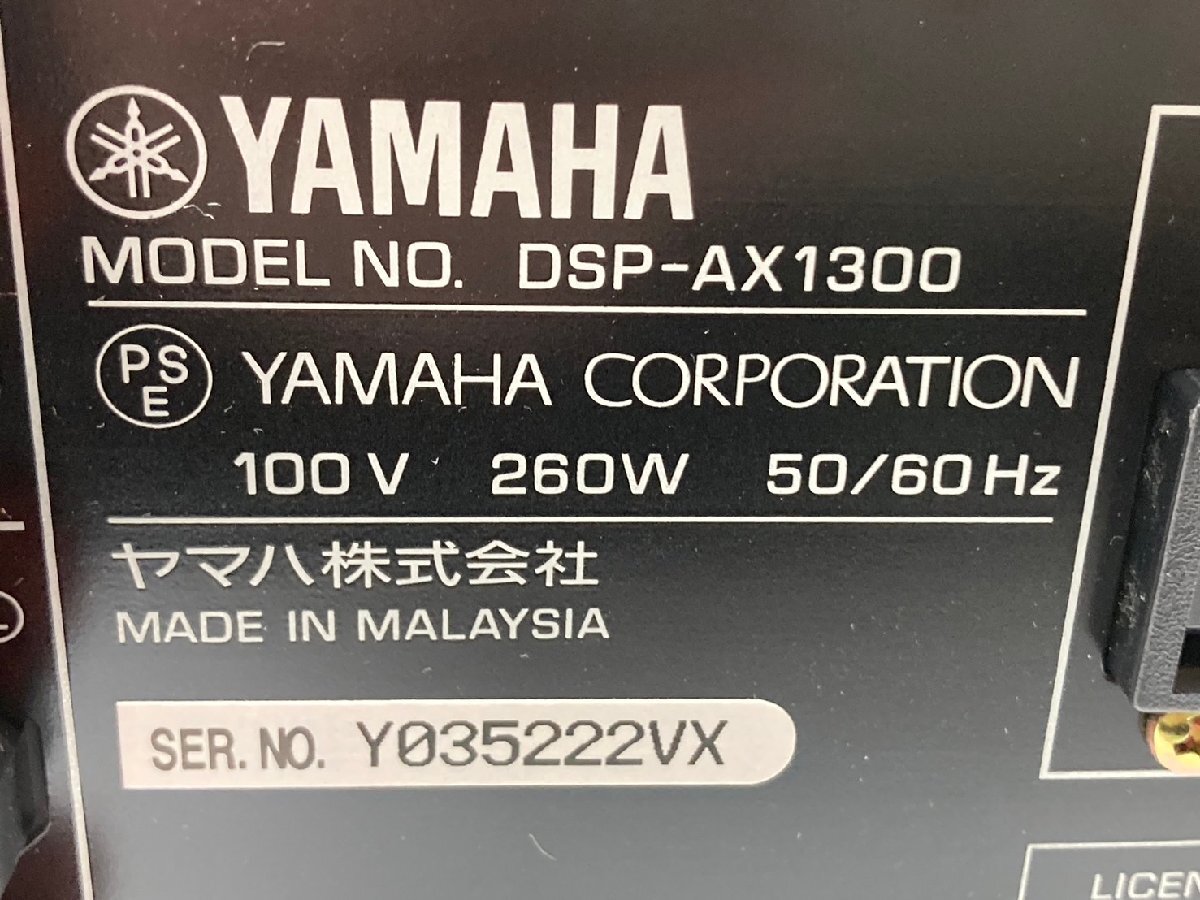 YAMAHA
MODEL NO. DSP-AX1300
PSE YAMAHA CORPORATION
100V 260W 50/60Hz
ヤマハ株式会社
MADE IN MALAYSIA
SER.NO. Y035222VX